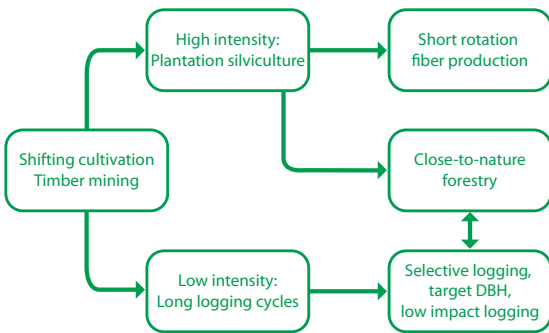 High intensity:
Plantation silviculture
Short rotation
fiber production
Shifting cultivation
Timber mining
Close-to-nature
forestry
Low intensity:
Long logging cycles
Selective logging,
target DBH,
low impact logging